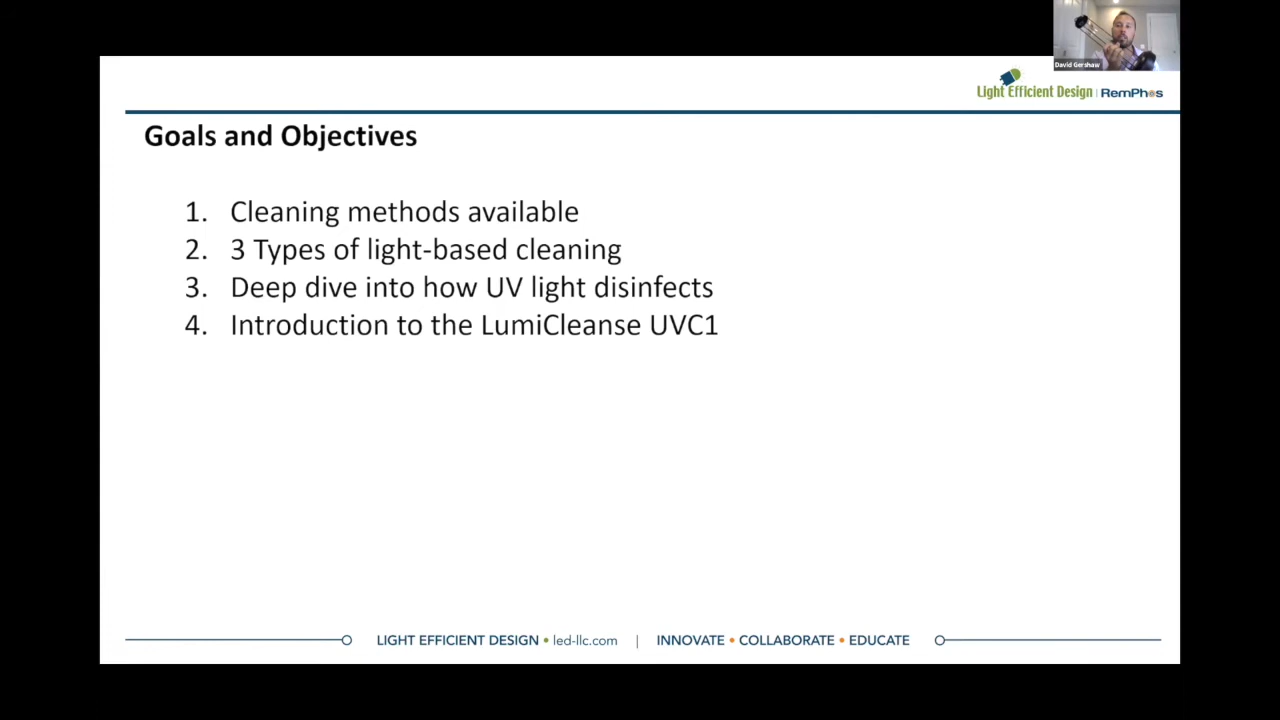 David Gershaw
Light Efficient Design | RemPhos
Goals and Objectives
1. Cleaning methods available
2. 3 Types of light-based cleaning
3. Deep dive into how UV light disinfects
4. Introduction to the LumiCleanse UVC1
LIGHT EFFICIENT DESIGN • led-llc.com | INNOVATE • COLLABORATE • EDUCATE